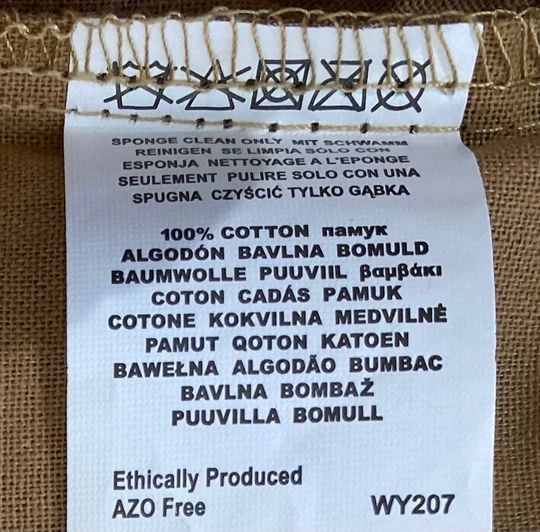 SPONGE CLEAN ONLY MIT SCHWAMM
REINIGEN SE LIMPIA SOLO CON
ESPONJA NETTOYAGE A L'EPONGE
SEULEMENT PULIRE SOLO CON UNA
SPUGNA CZYŚCIĆ TYLKO GĄBKA
100% COTTON памук
ALGODÓN BAVLNA BOMULD
BAUMWOLLE PUUVIIL βαμβάκι
COTON CADÁS PAMUK
COTONE KOKVILNA MEDVILNĖ
PAMUT QOTON KATOEN
BAWEŁNA ALGODÃO BUMBAC
BAVLNA BOMBAŽ
PUUVILLA BOMULL
Ethically Produced
AZO Free WY207